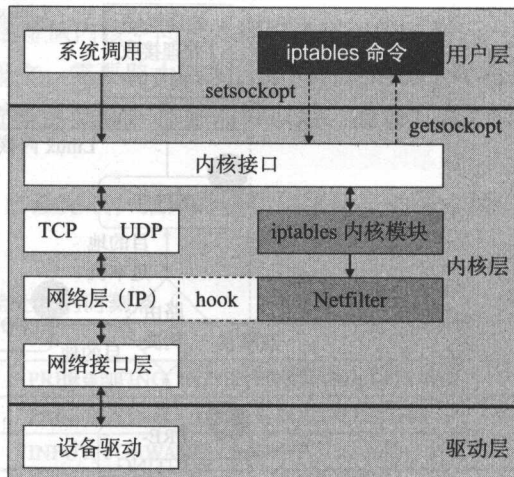 系统调用
iptables 命令
用户层
setsockopt
getsockopt
内核接口
TCP UDP
iptables 内核模块
内核层
网络层（IP）
hook
Netfilter
网络接口层
设备驱动
驱动层